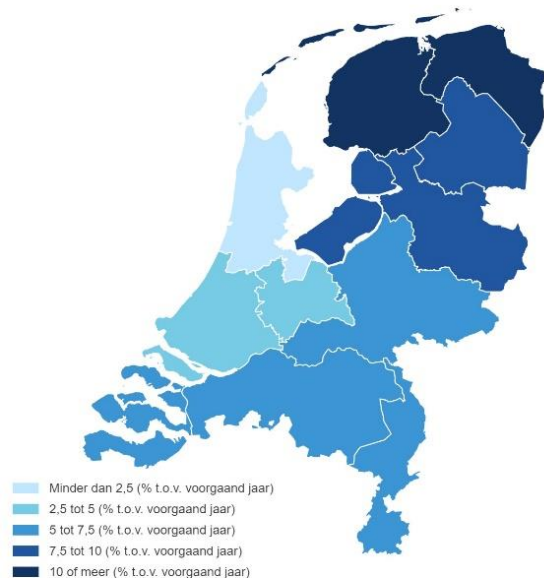 Minder dan 2,5 (% t.o.v. voorgaand jaar)
2,5 tot 5 (% t.o.v. voorgaand jaar)
5 tot 7,5 (% t.o.v. voorgaand jaar)
7,5 tot 10 (% t.o.v. voorgaand jaar)
10 of meer (% t.o.v. voorgaand jaar)